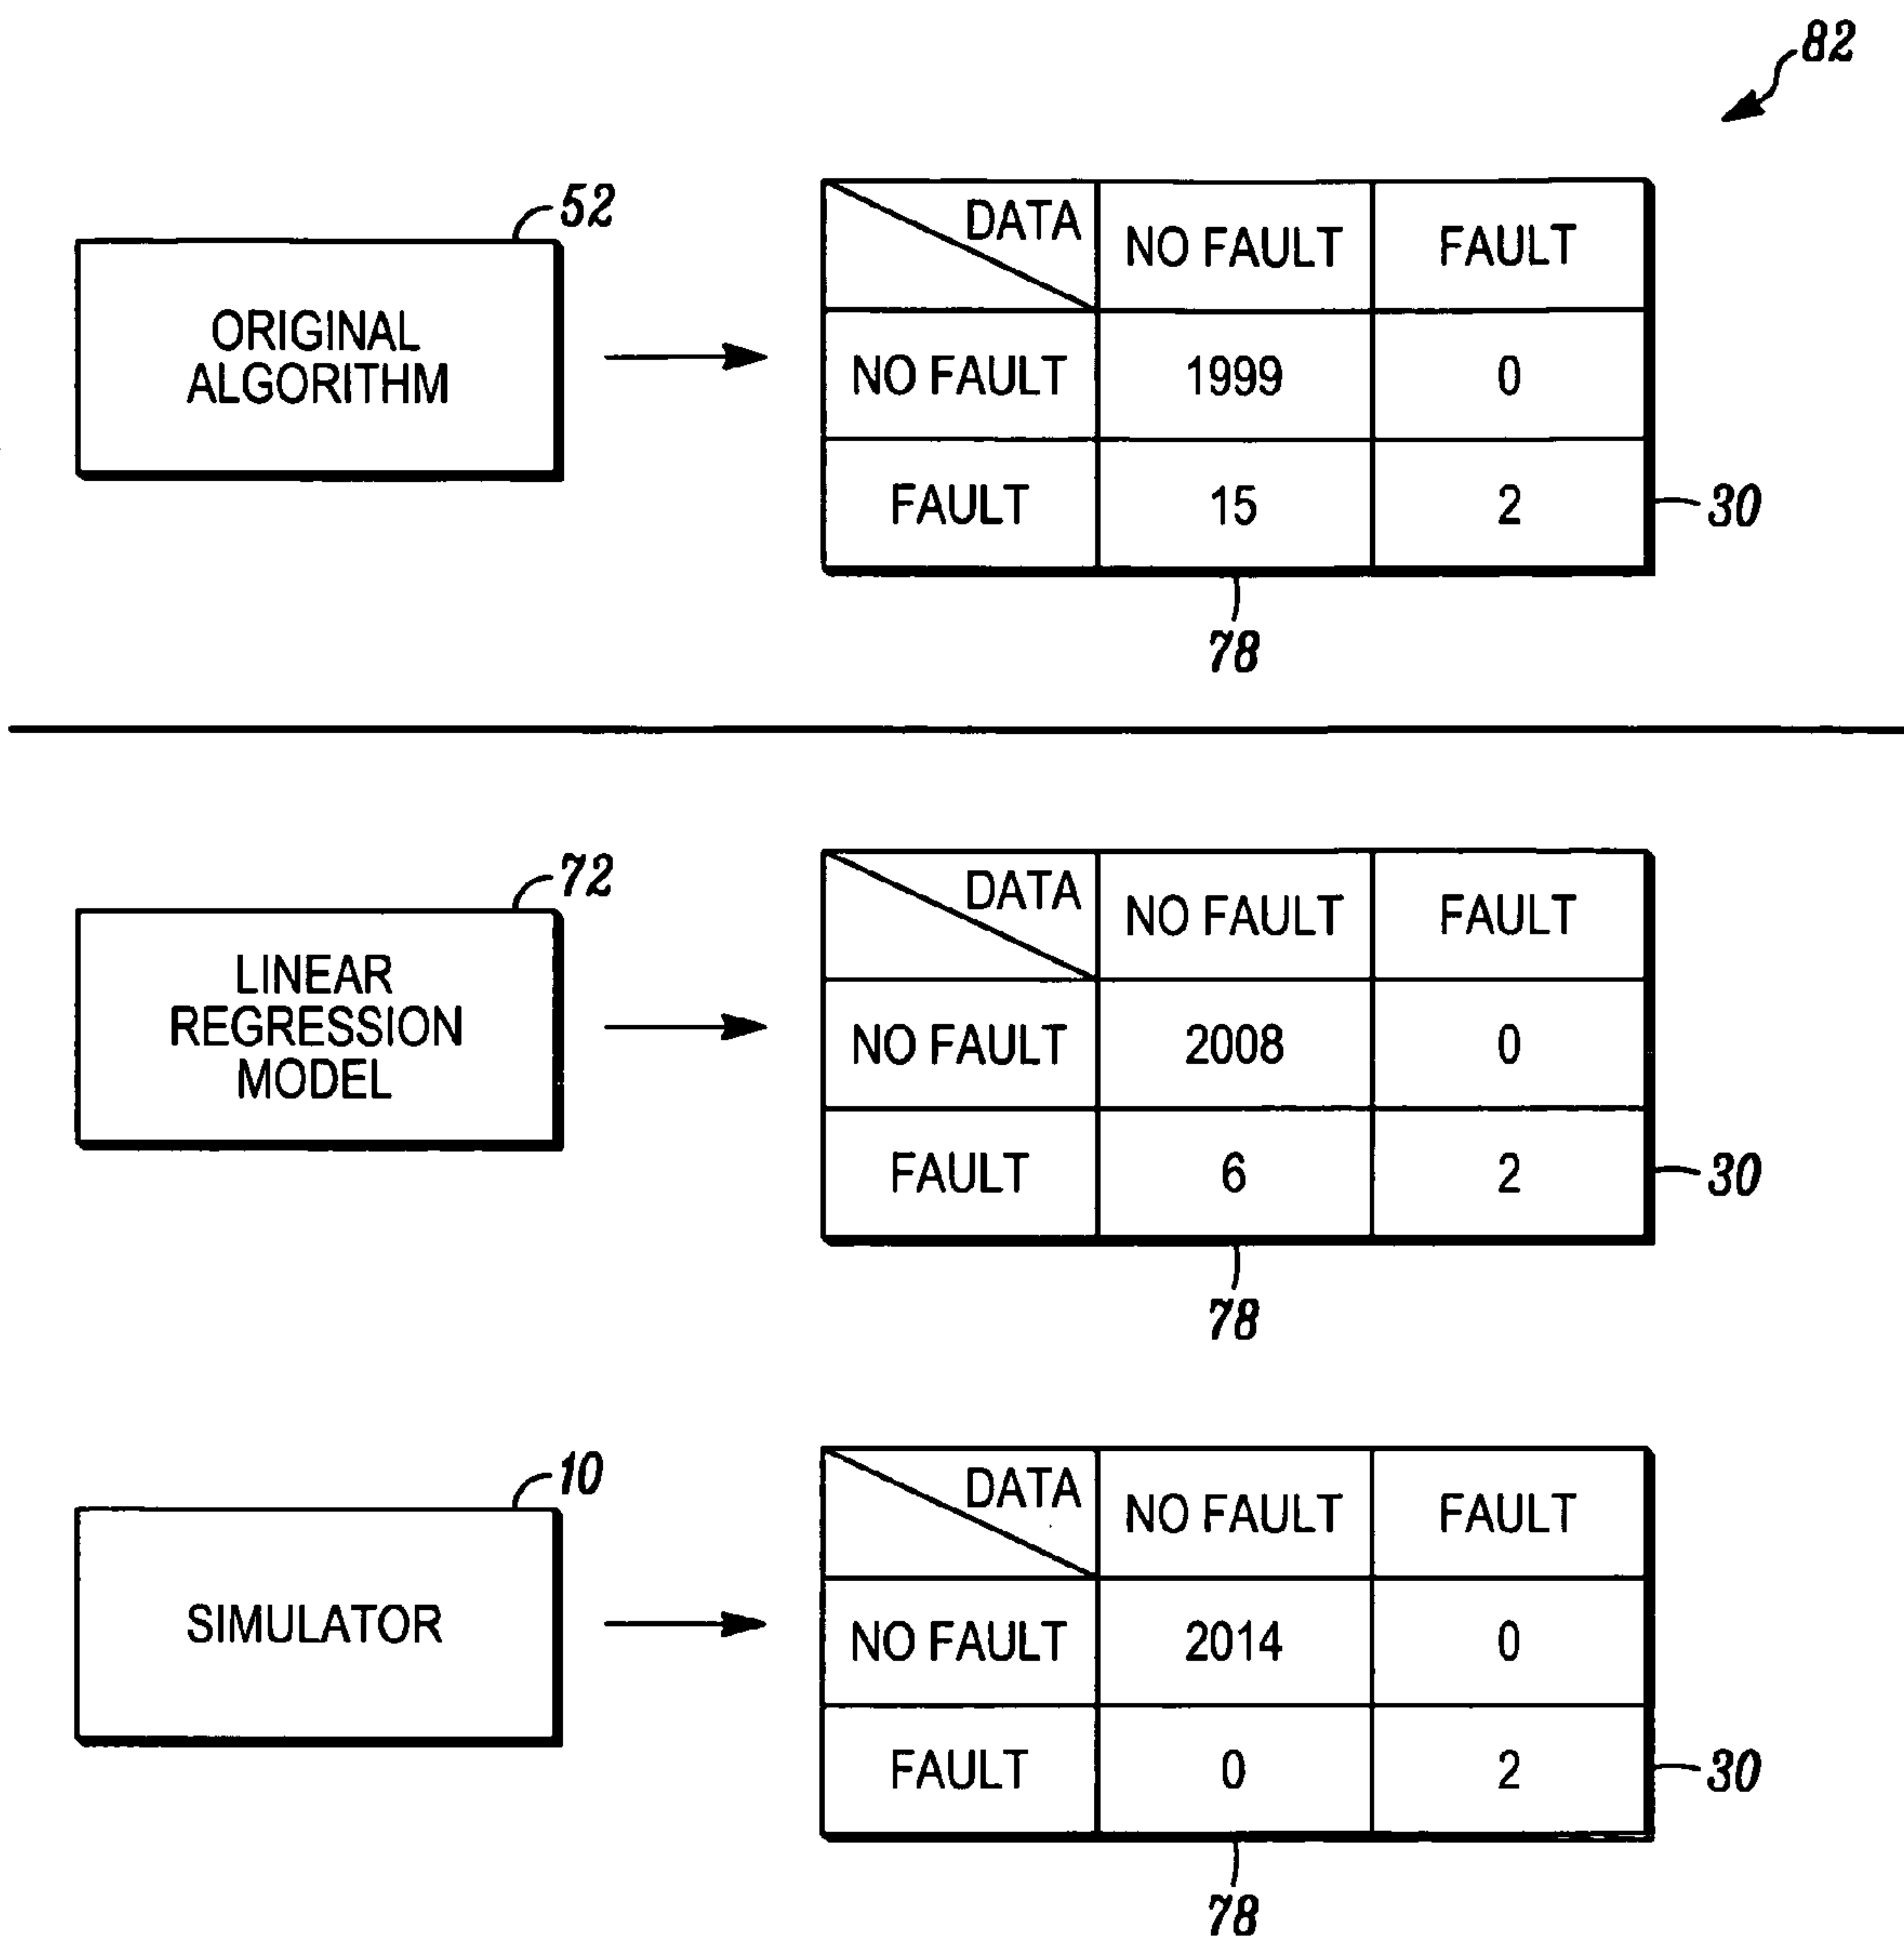 82
52
ORIGINAL
ALGORITHM
DATA NO FAULT FAULT
NO FAULT 1999 0
FAULT 15 2
30
78
72
LINEAR
REGRESSION
MODEL
DATA NO FAULT FAULT
NO FAULT 2008 0
FAULT 6 2
30
78
10
SIMULATOR
DATA NO FAULT FAULT
NO FAULT 2014 0
FAULT 0 2
30
78